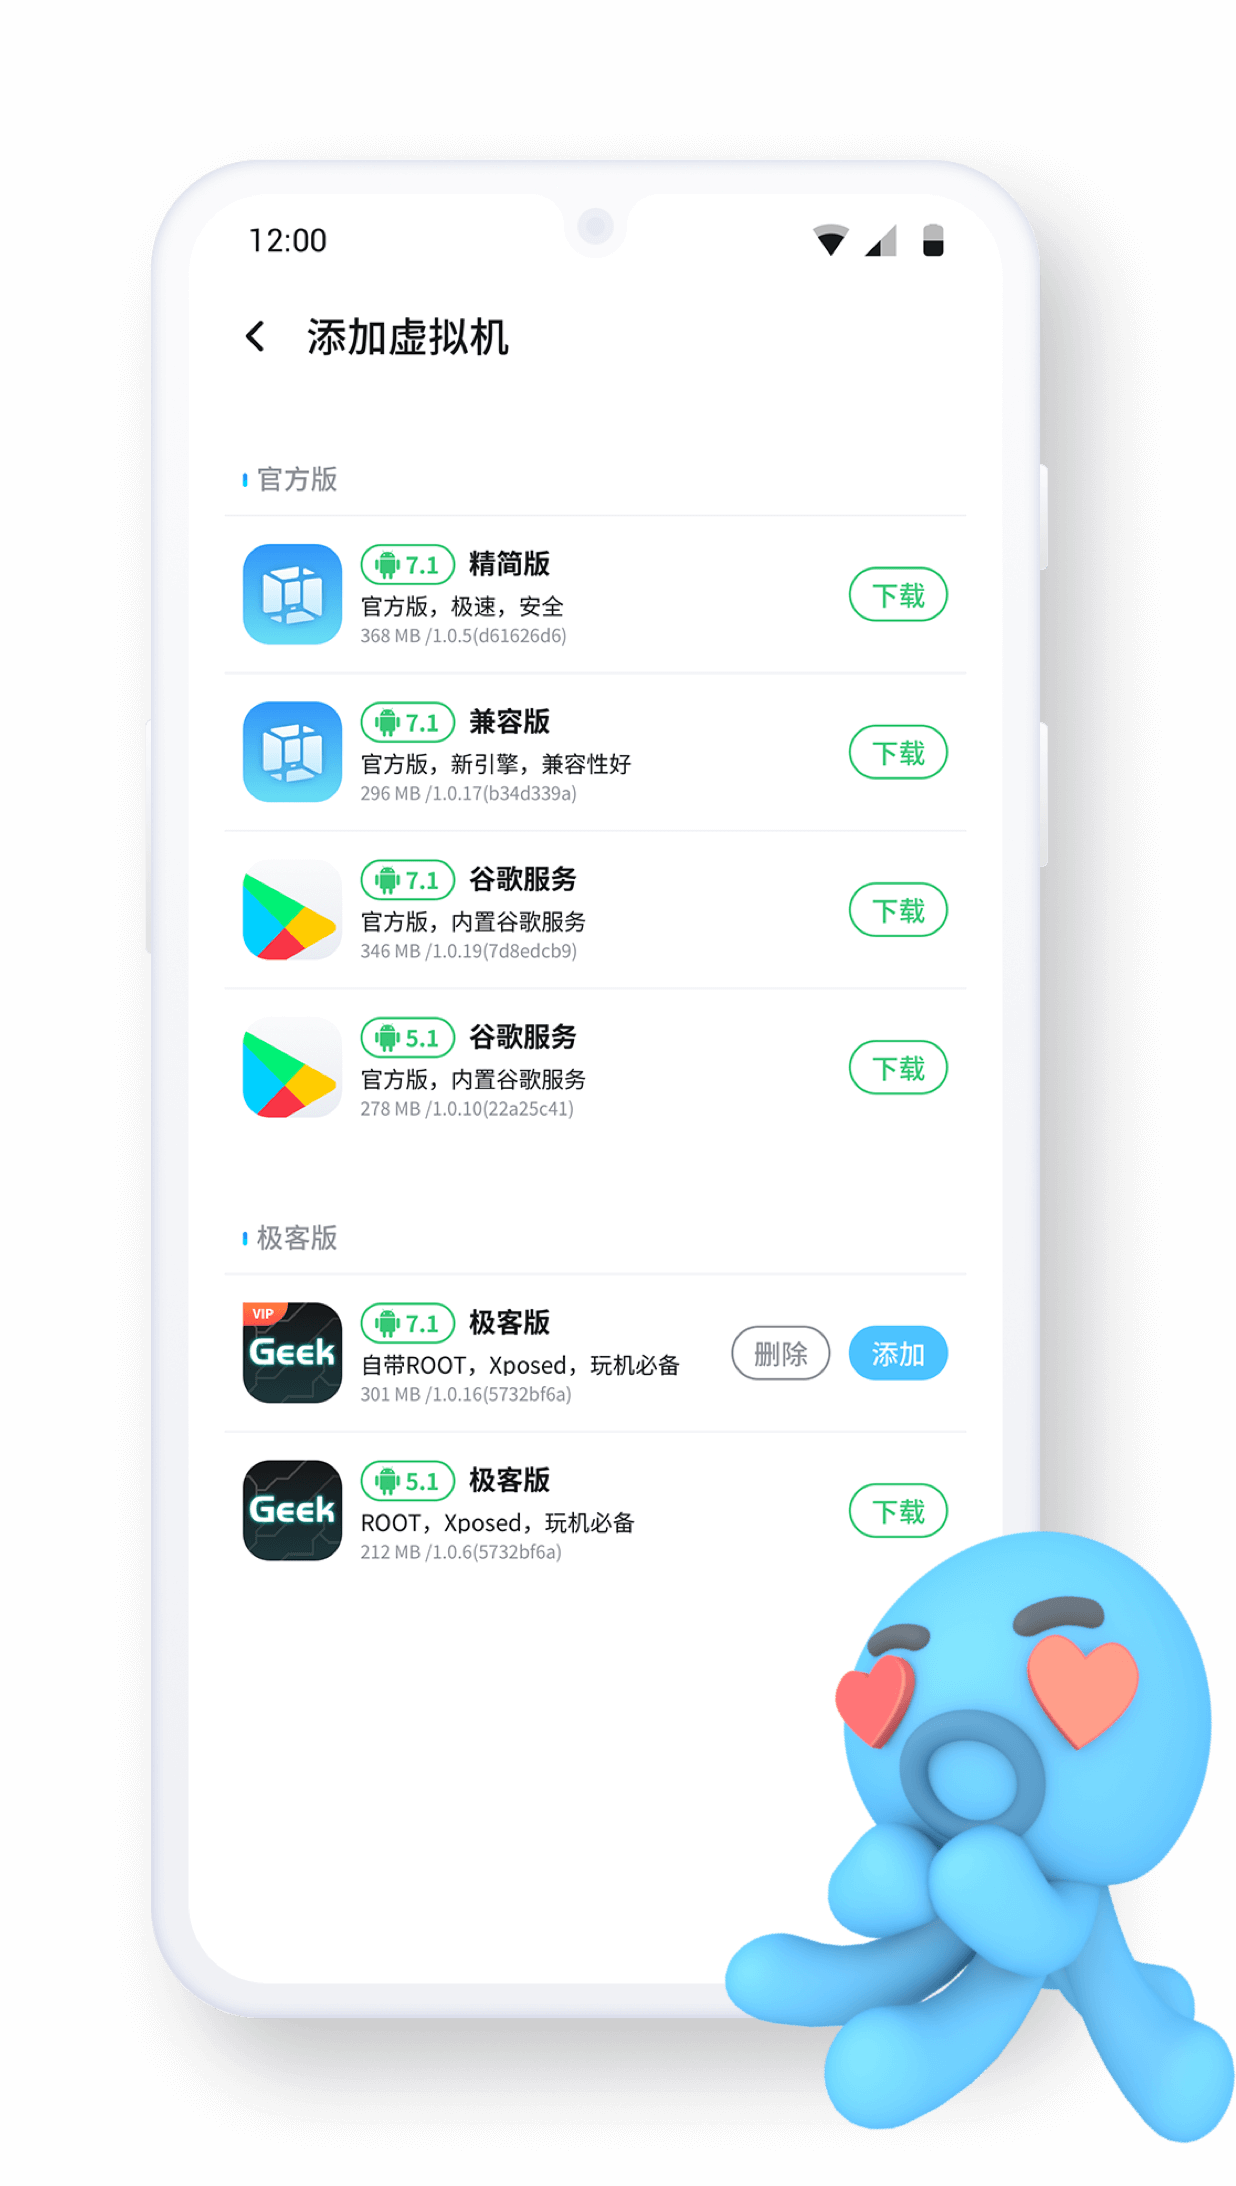 12:00
添加虚拟机
官方版
7.1 精简版
官方版，极速，安全
368 MB /1.0.5(d61626d6)
下载
7.1 兼容版
官方版，新引擎，兼容性好
296 MB /1.0.17(b34d339a)
下载
7.1 谷歌服务
官方版，内置谷歌服务
346 MB /1.0.19(7d8edcb9)
下载
5.1 谷歌服务
官方版，内置谷歌服务
278 MB /1.0.10(22a25c41)
下载
极客版
VIP
Geek
7.1 极客版
自带ROOT，Xposed，玩机必备
301 MB /1.0.16(5732bf6a)
删除 添加
Geek
5.1 极客版
ROOT，Xposed，玩机必备
212 MB /1.0.6(5732bf6a)
下载